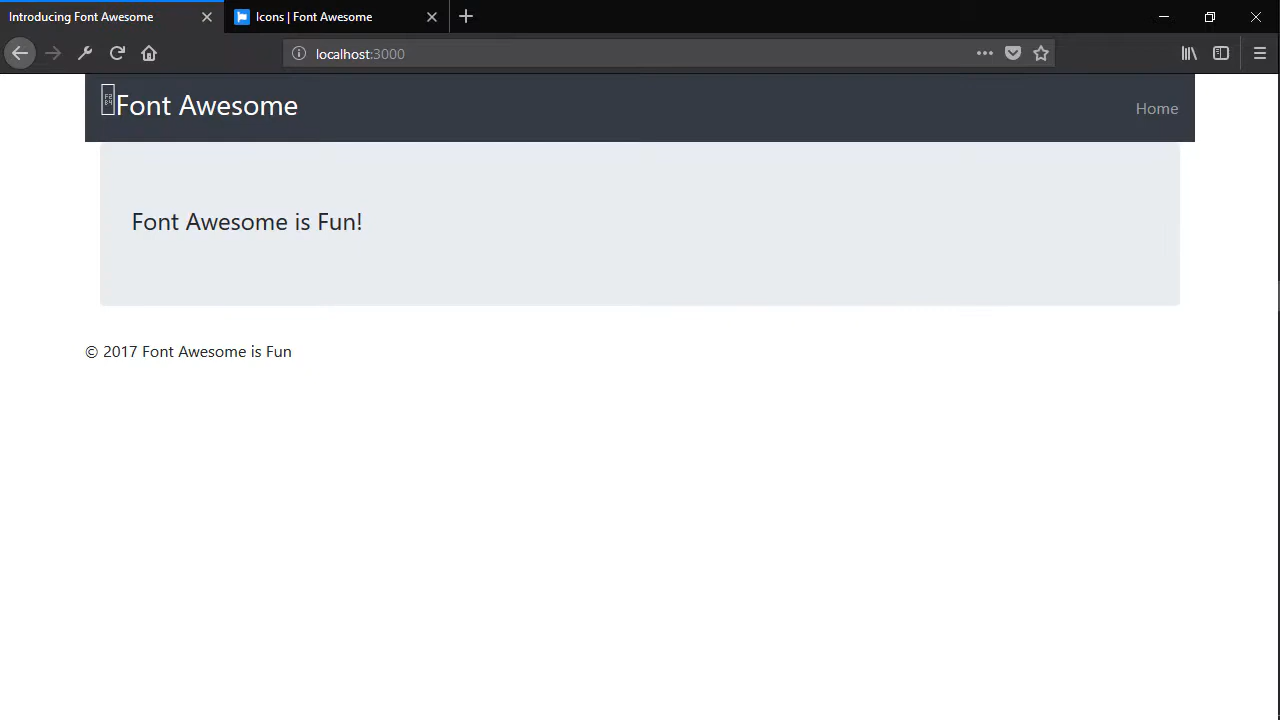 Introducing Font Awesome
Icons | Font Awesome
localhost:3000
Font Awesome
Home
Font Awesome is Fun!
© 2017 Font Awesome is Fun